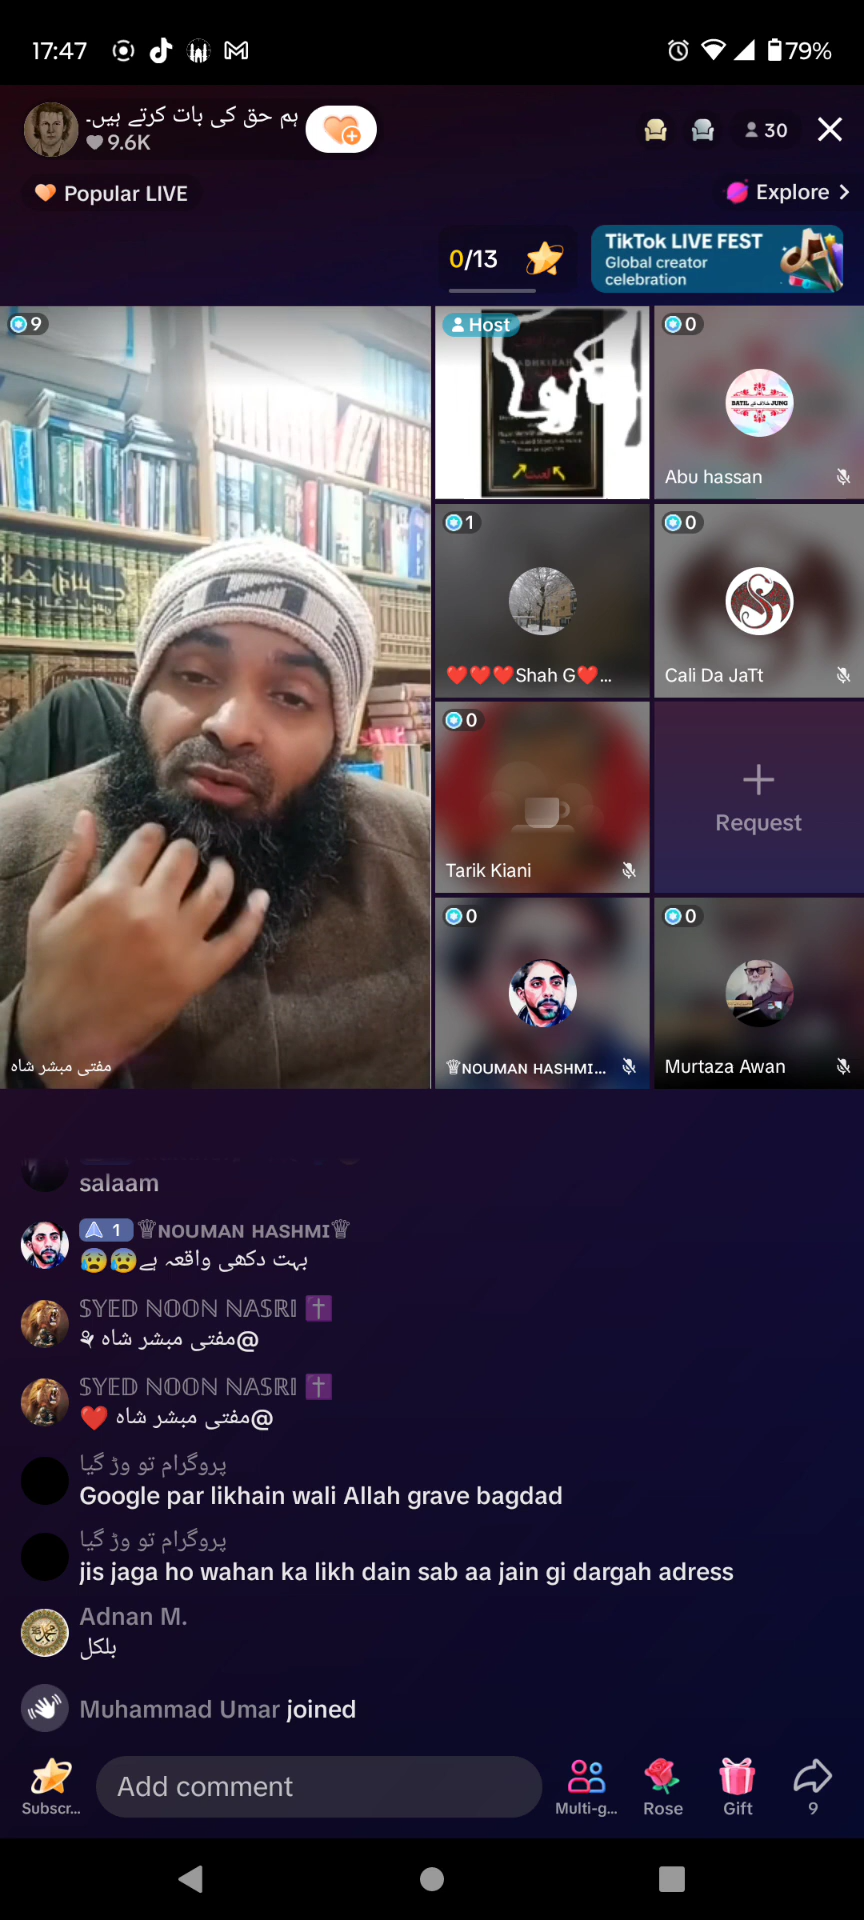 17:47
79%
ہم حق کی بات کرتے ہیں۔
9.6K
30
Popular LIVE
Explore
0/13
TikTok LIVE FEST
Global creator
celebration
9
Host
0
BATIL کے خلاف JUNG
Abu hassan
1
0
❤️❤️❤️Shah G❤️...
Cali Da JaTt
0
Request
Tarik Kiani
0
0
مفتی مبشر شاہ
♕NOUMAN HASHMI...
Murtaza Awan
salaam
1 ♕NOUMAN HASHMI♕
بہت دکھی واقعہ ہے😰😰
𝕊𝕐𝔼𝔻 ℕ𝕆𝕆ℕ ℕ𝔸𝕊ℝ𝕀 ✝️
@مفتی مبشر شاہ
𝕊𝕐𝔼𝔻 ℕ𝕆𝕆ℕ ℕ𝔸𝕊ℝ𝕀 ✝️
@مفتی مبشر شاہ ❤️
پروگرام تو وڑ گیا
Google par likhain wali Allah grave bagdad
پروگرام تو وڑ گیا
jis jaga ho wahan ka likh dain sab aa jain gi dargah adress
Adnan M.
بلکل
Muhammad Umar joined
Add comment
Subscr...
Multi-g...
Rose
Gift
9